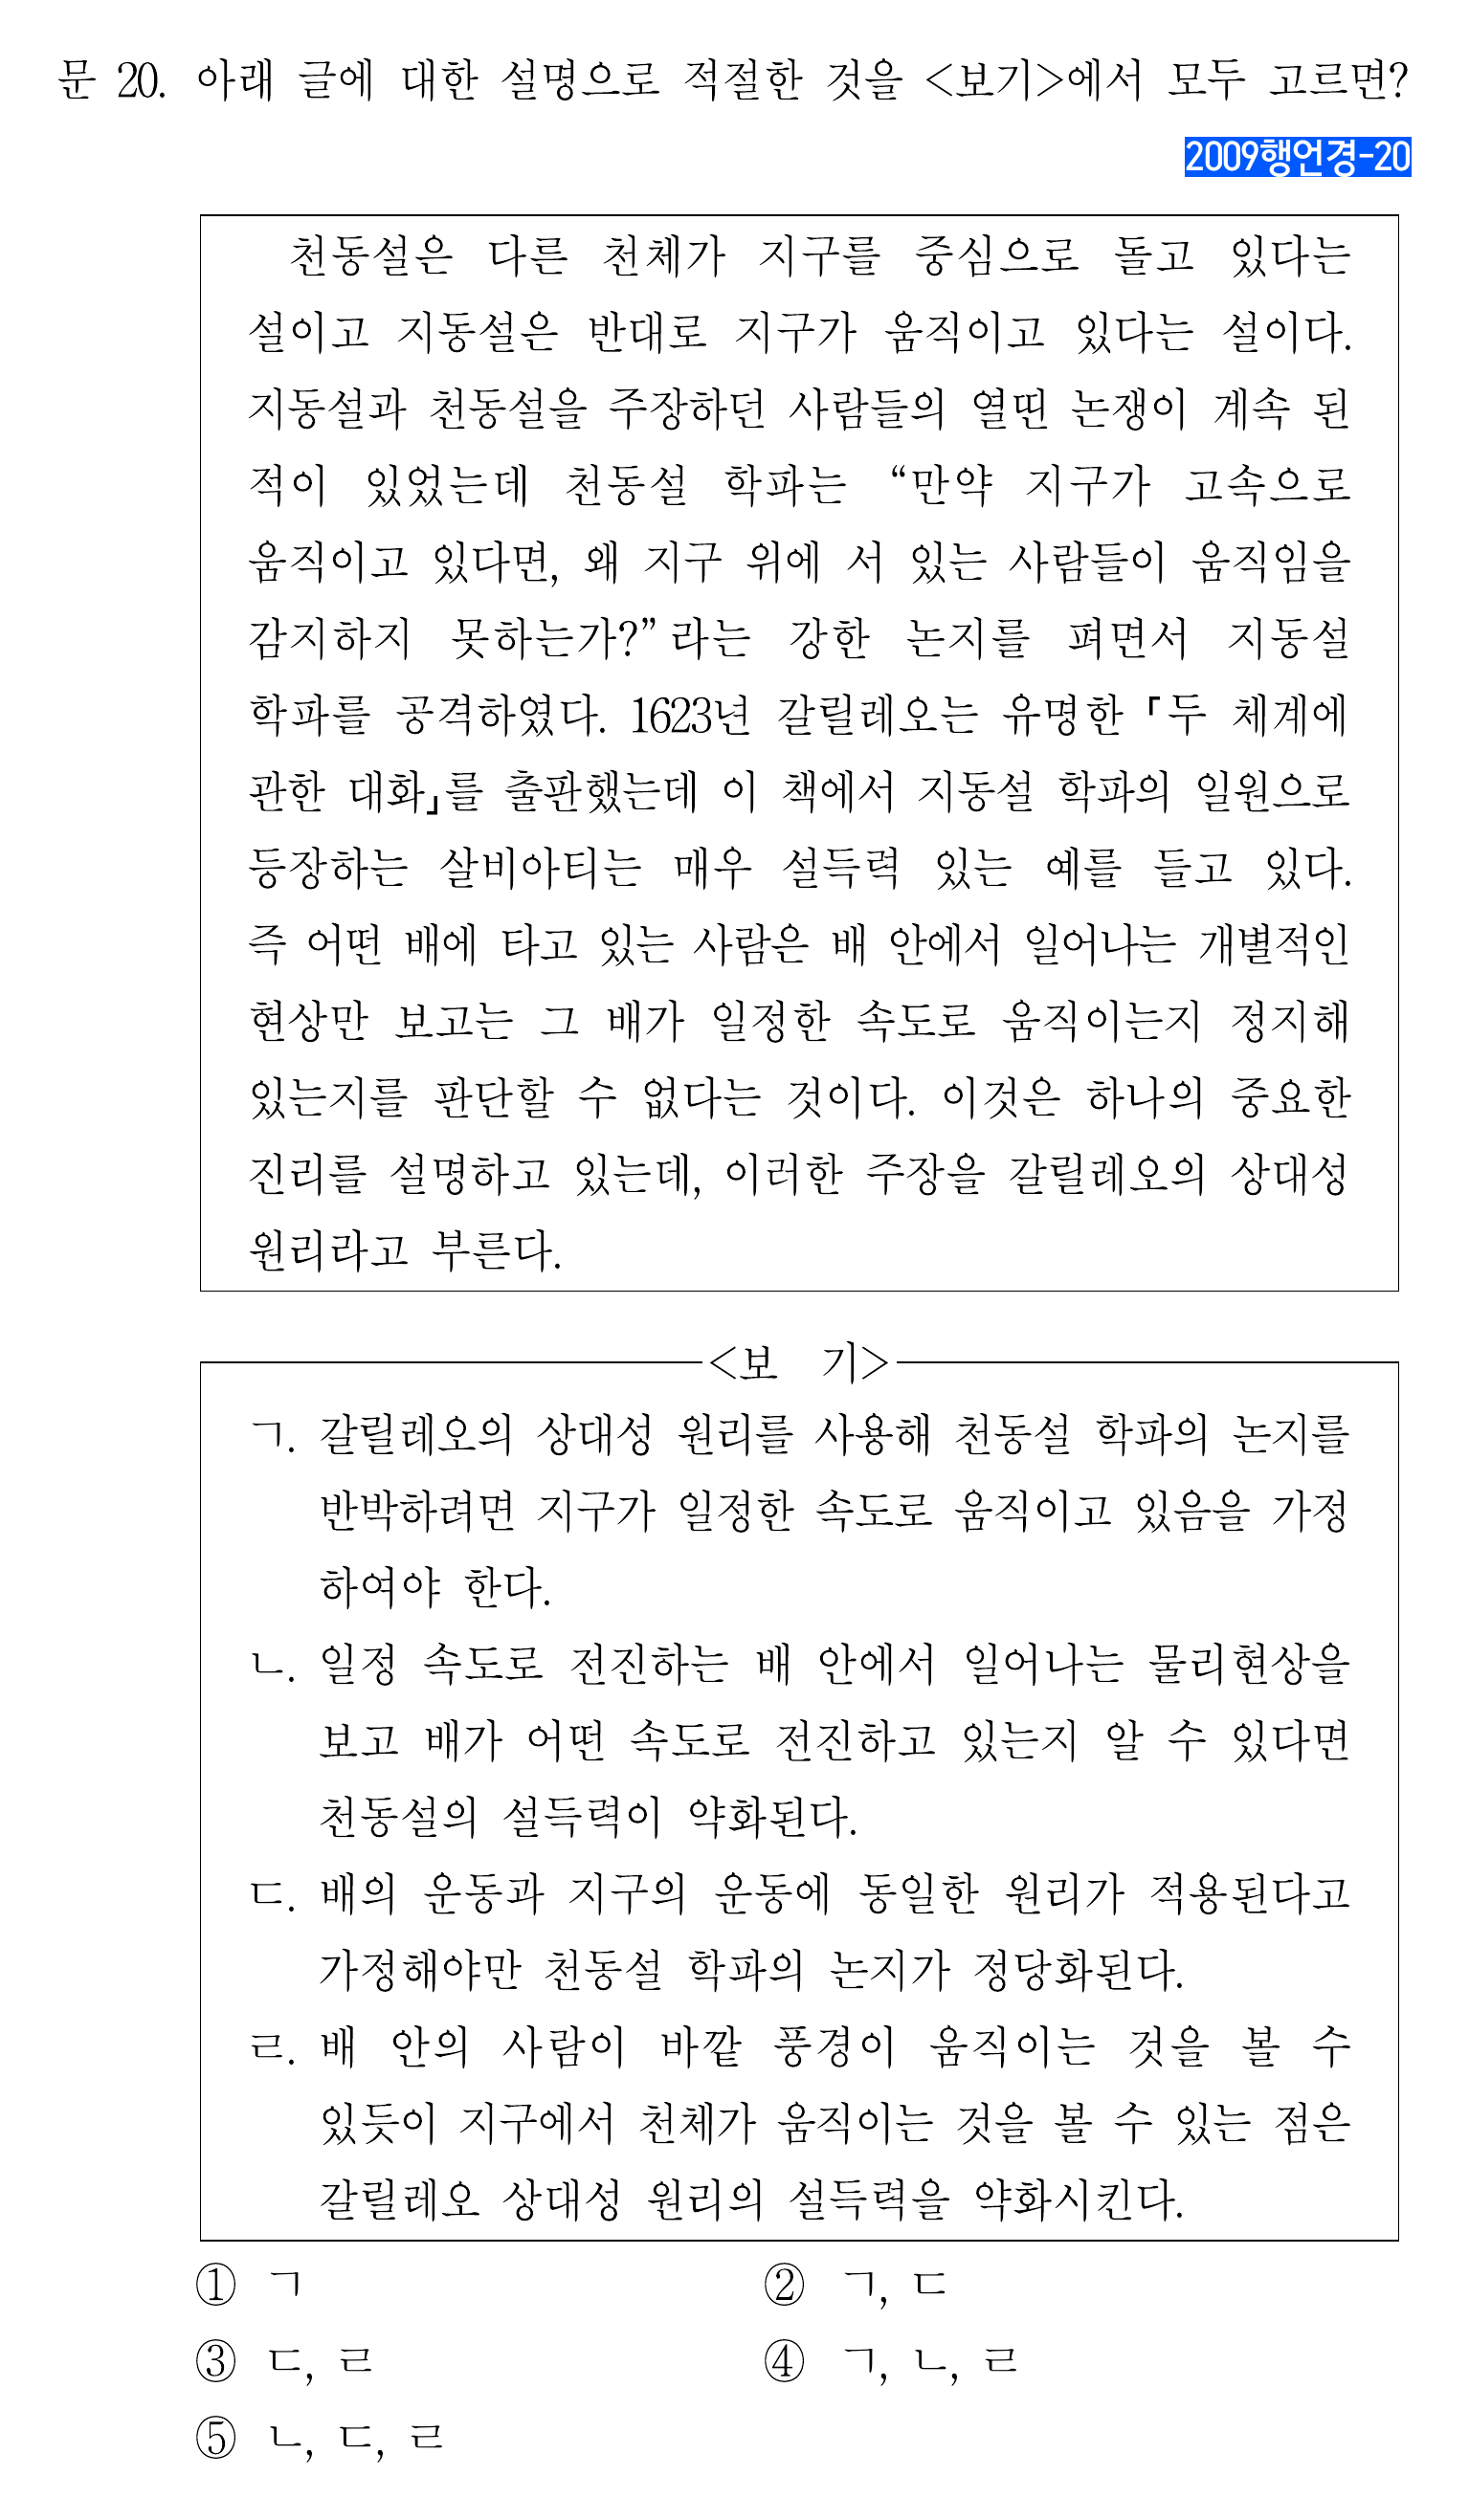 문 20. 아래 글에 대한 설명으로 적절한 것을 <보기>에서 모두 고르면?
2009행언경-20
천동설은 다른 천체가 지구를 중심으로 돌고 있다는
설이고 지동설은 반대로 지구가 움직이고 있다는 설이다.
지동설과 천동설을 주장하던 사람들의 열띤 논쟁이 계속 된
적이 있었는데 천동설 학파는 “만약 지구가 고속으로
움직이고 있다면, 왜 지구 위에 서 있는 사람들이 움직임을
감지하지 못하는가?”라는 강한 논지를 펴면서 지동설
학파를 공격하였다. 1623년 갈릴레오는 유명한 「두 체계에
관한 대화」를 출판했는데 이 책에서 지동설 학파의 일원으로
등장하는 살비아티는 매우 설득력 있는 예를 들고 있다.
즉 어떤 배에 타고 있는 사람은 배 안에서 일어나는 개별적인
현상만 보고는 그 배가 일정한 속도로 움직이는지 정지해
있는지를 판단할 수 없다는 것이다. 이것은 하나의 중요한
진리를 설명하고 있는데, 이러한 주장을 갈릴레오의 상대성
원리라고 부른다.
<보 기>
ㄱ. 갈릴레오의 상대성 원리를 사용해 천동설 학파의 논지를
반박하려면 지구가 일정한 속도로 움직이고 있음을 가정
하여야 한다.
ㄴ. 일정 속도로 전진하는 배 안에서 일어나는 물리현상을
보고 배가 어떤 속도로 전진하고 있는지 알 수 있다면
천동설의 설득력이 약화된다.
ㄷ. 배의 운동과 지구의 운동에 동일한 원리가 적용된다고
가정해야만 천동설 학파의 논지가 정당화된다.
ㄹ. 배 안의 사람이 바깥 풍경이 움직이는 것을 볼 수
있듯이 지구에서 천체가 움직이는 것을 볼 수 있는 점은
갈릴레오 상대성 원리의 설득력을 약화시킨다.
① ㄱ ② ㄱ, ㄷ
③ ㄷ, ㄹ ④ ㄱ, ㄴ, ㄹ
⑤ ㄴ, ㄷ, ㄹ